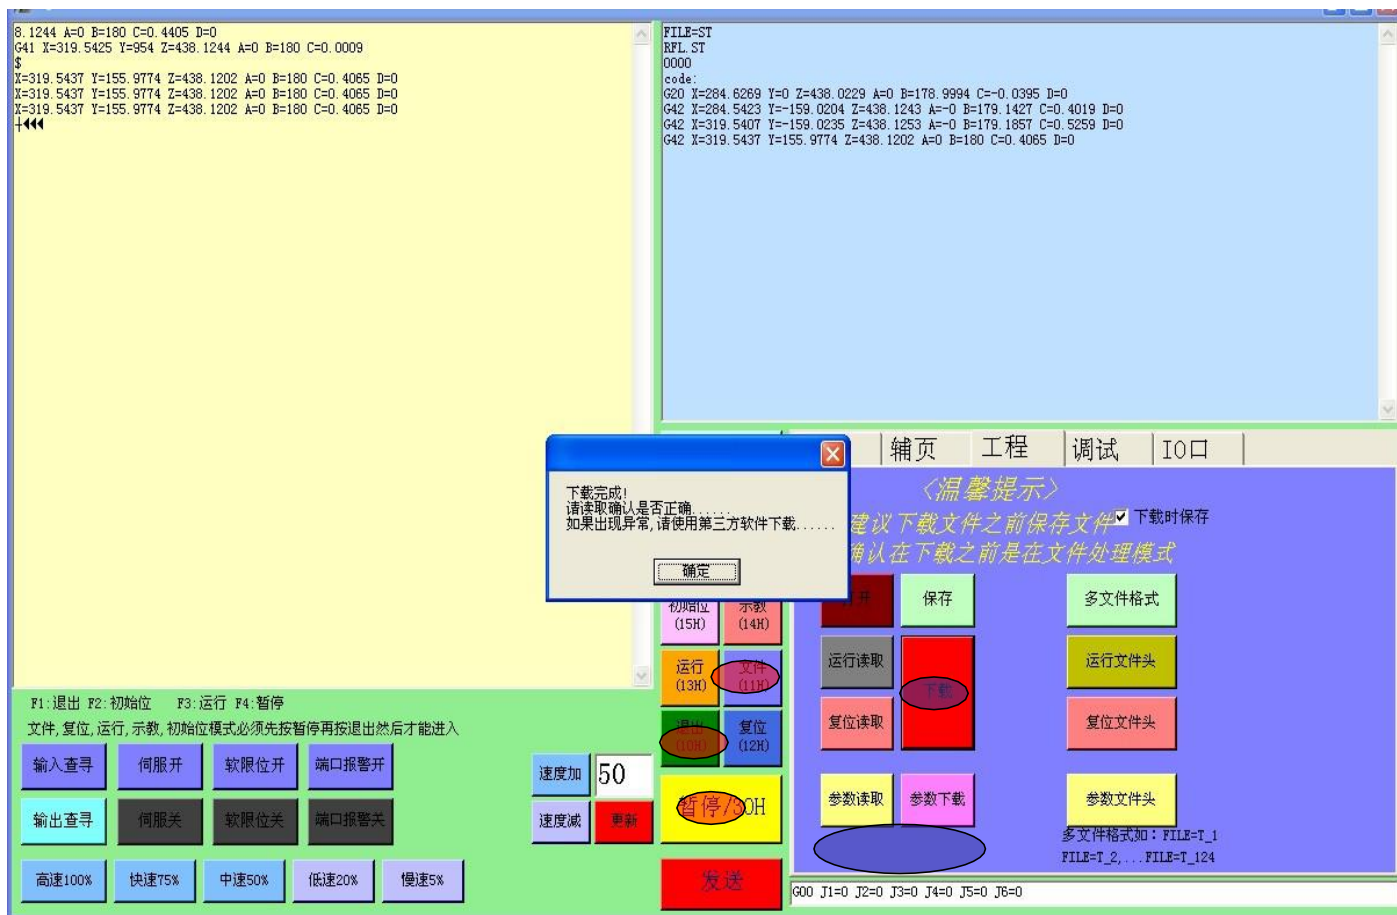 8.1244 A=0 B=180 C=0.4405 D=0
G41 X=319.5425 Y=954 Z=438.1244 A=0 B=180 C=0.0009
$
X=319.5437 Y=155.9774 Z=438.1202 A=0 B=180 C=0.4065 D=0
X=319.5437 Y=155.9774 Z=438.1202 A=0 B=180 C=0.4065 D=0
X=319.5437 Y=155.9774 Z=438.1202 A=0 B=180 C=0.4065 D=0
FILE=ST
RFL.ST
0000
code:
G20 X=284.6269 Y=0 Z=438.0229 A=0 B=178.9994 C=-0.0395 D=0
G42 X=284.5423 Y=-159.0204 Z=438.1243 A=-0 B=179.1427 C=0.4019 D=0
G42 X=319.5407 Y=-159.0235 Z=438.1253 A=-0 B=179.1857 C=0.5259 D=0
G42 X=319.5437 Y=155.9774 Z=438.1202 A=0 B=180 C=0.4065 D=0
辅页 工程 调试 IO口
下载完成!
请读取确认是否正确......
如果出现异常,请使用第三方软件下载......
确定
<温馨提示>
建议下载文件之前保存文件 下载时保存
确认在下载之前是在文件处理模式
初始位 示教
(15H) (14H)
运行 文件
(13H) (11H)
退出 复位
(10H) (12H)
暂停/30H
发送
开 保存 多文件格式
运行读取 下载 运行文件头
复位读取 复位文件头
参数读取 参数下载 参数文件头
多文件格式如：FILE=T_1
FILE=T_2,...FILE=T_124
F1:退出 F2:初始位 F3:运行 F4:暂停
文件,复位,运行,示教,初始位模式必须先按暂停再按退出然后才能进入
输入查寻 伺服开 软限位开 端口报警开
速度加 50
输出查寻 伺服关 软限位关 端口报警关
速度减 更新
高速100% 快速75% 中速50% 低速20% 慢速5%
G00 J1=0 J2=0 J3=0 J4=0 J5=0 J6=0